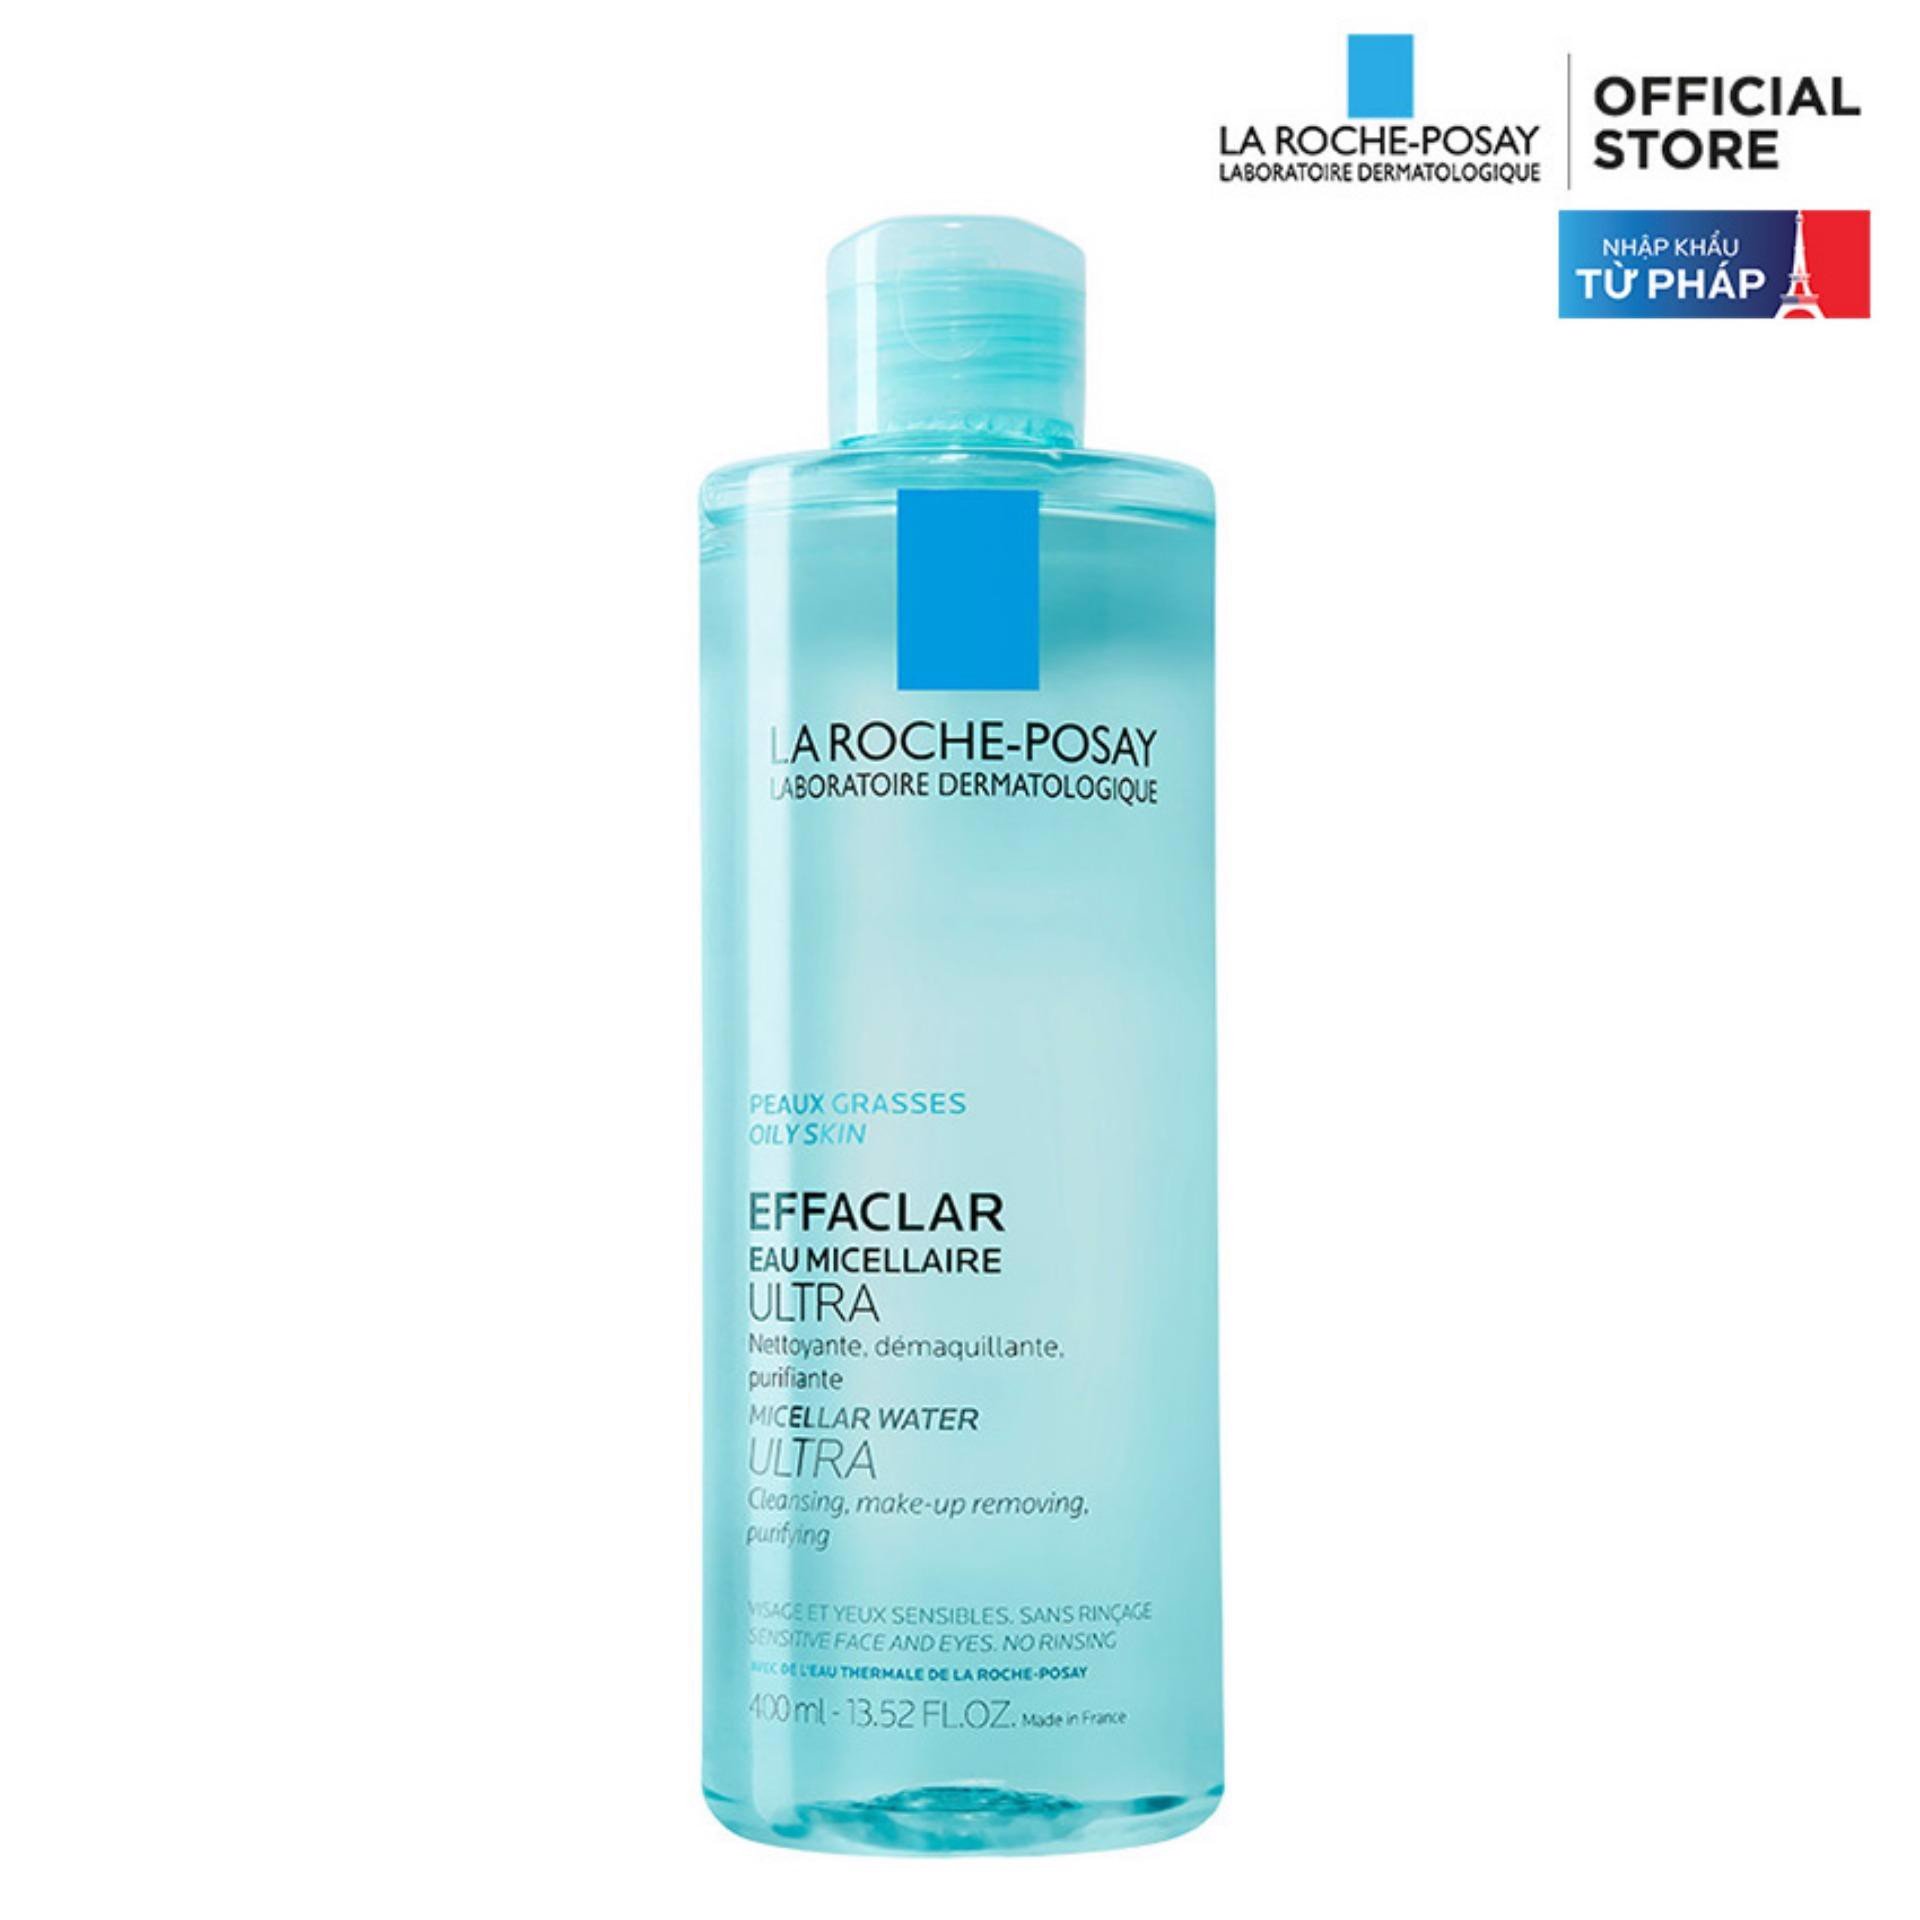 LA ROCHE-POSAY
LABORATOIRE DERMATOLOGIQUE
OFFICIAL
STORE
NHẬP KHẨU
TỪ PHÁP
LA ROCHE-POSAY
LABORATOIRE DERMATOLOGIQUE
PEAUX GRASSES
OILY SKIN
EFFACLAR
EAU MICELLAIRE
ULTRA
Nettoyante, démaquillante,
purifiante
MICELLAR WATER
ULTRA
Cleansing, make-up removing,
purifying
VISAGE ET YEUX SENSIBLES. SANS RINÇAGE
SENSITIVE FACE AND EYES. NO RINSING
AVEC DE L'EAU THERMALE DE LA ROCHE-POSAY
400 ml - 13.52 FL.OZ. Made in France